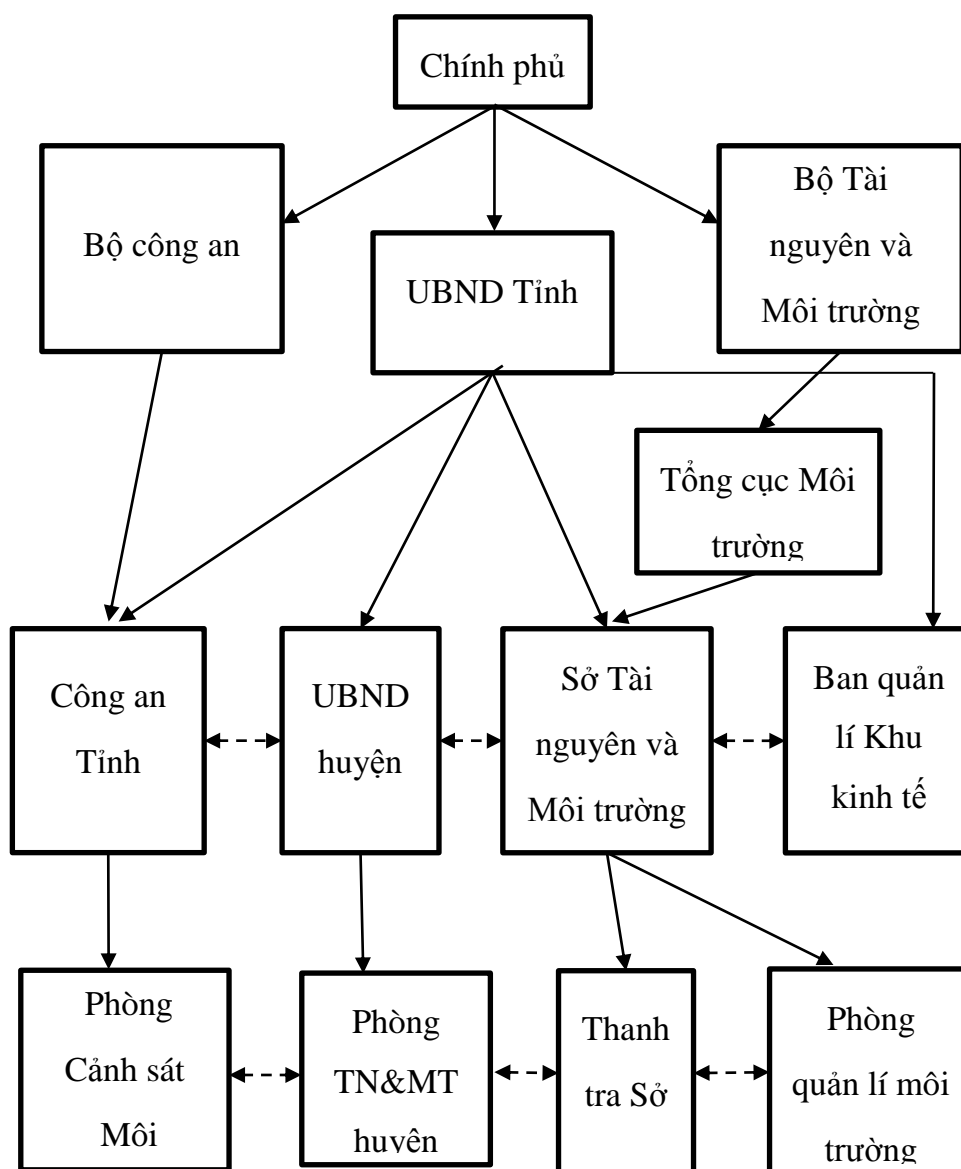 Chính phủ
Bộ công an
UBND Tỉnh
Bộ Tài
nguyên và
Môi trường
Tổng cục Môi
trường
Công an
Tỉnh
UBND
huyện
Sở Tài
nguyên và
Môi trường
Ban quản
lí Khu
kinh tế
Phòng
Cảnh sát
Môi
Phòng
TN&MT
huyện
Thanh
tra Sở
Phòng
quản lí môi
trường